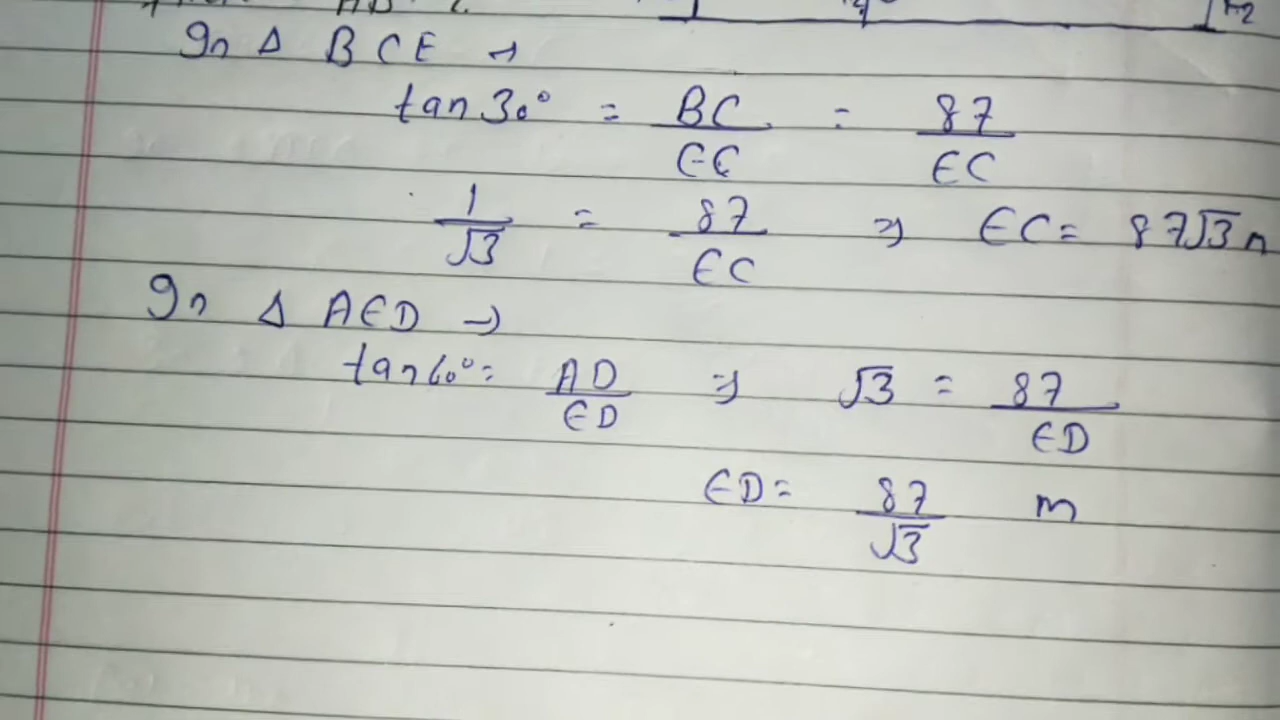 In Δ BCE →
tan 30° = BC/EC = 87/EC
1/√3 = 87/EC ⇒ EC = 87√3 m
In Δ AED →
tan 60° = AD/ED ⇒ √3 = 87/ED
ED = 87/√3 m